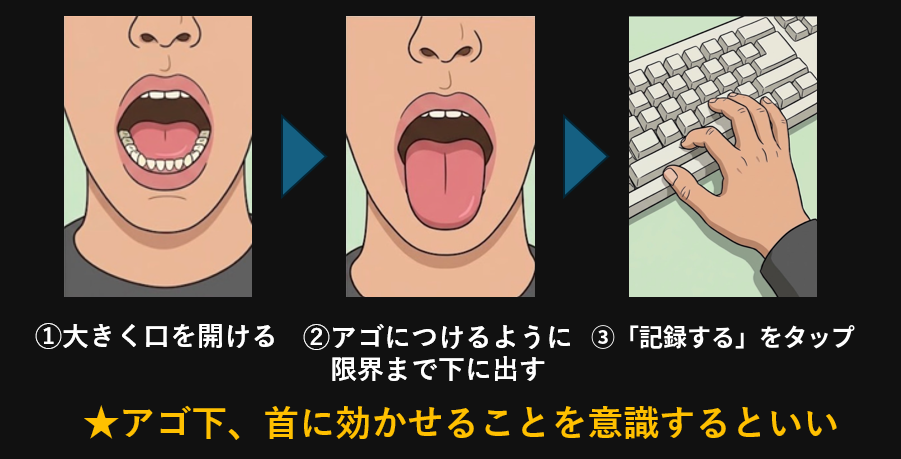 ①大きく口を開ける
②アゴにつけるように
限界まで下に出す
③「記録する」をタップ
★アゴ下、首に効かせることを意識するといい